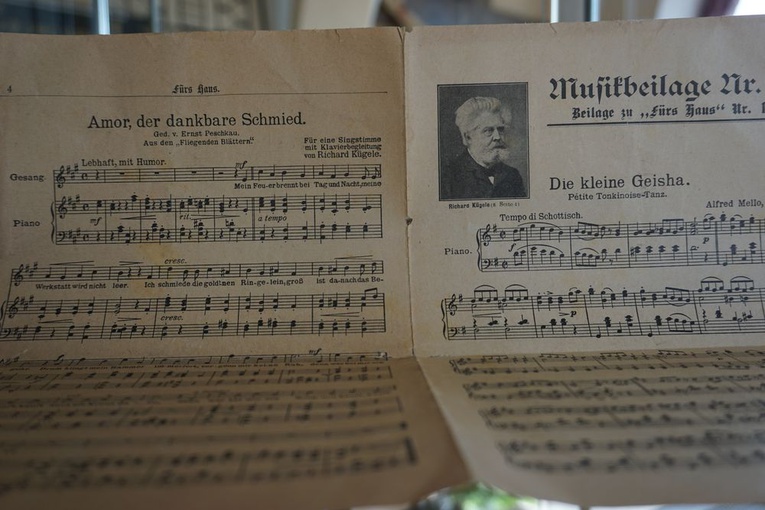 4
Fürs Haus.
Amor, der dankbare Schmied.
Ged. v. Ernst Peschkau.
Aus den „Fliegenden Blättern“
Für eine Singstimme
mit Klavierbegleitung
von Richard Kügele.
Lebhaft, mit Humor.
mf
Gesang.
Mein Feu-er brennt bei Tag und Nacht, meine
Piano
mf
rit.
a tempo
cresc.
Werkstatt wird nicht leer. Ich schmiede die gold'nen Rin-ge-lein, groß ist da-nach das Be-
cresc.
mf
Musikbeilage Nr.
Beilage zu „Fürs Haus“ Nr.
Richard Kügele
Die kleine Geisha.
Petite Tonkinoise-Tanz.
Alfred Mello,
Tempo di Schottisch.
Piano.
f
p
p